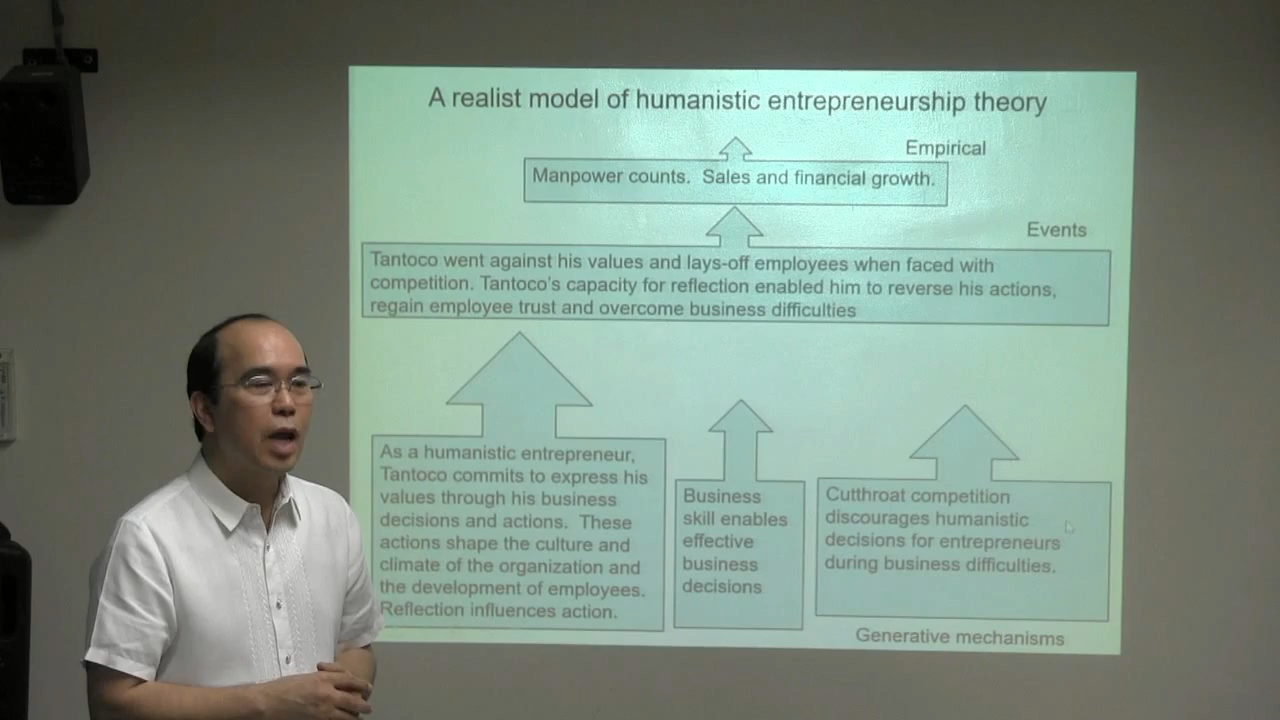 A realist model of humanistic entrepreneurship theory
Empirical
Manpower counts. Sales and financial growth.
Events
Tantoco went against his values and lays-off employees when faced with
competition. Tantoco's capacity for reflection enabled him to reverse his actions,
regain employee trust and overcome business difficulties
As a humanistic entrepreneur,
Tantoco commits to express his
values through his business
decisions and actions. These
actions shape the culture and
climate of the organization and
the development of employees.
Reflection influences action.
Business
skill enables
effective
business
decisions
Cutthroat competition
discourages humanistic
decisions for entrepreneurs
during business difficulties.
Generative mechanisms